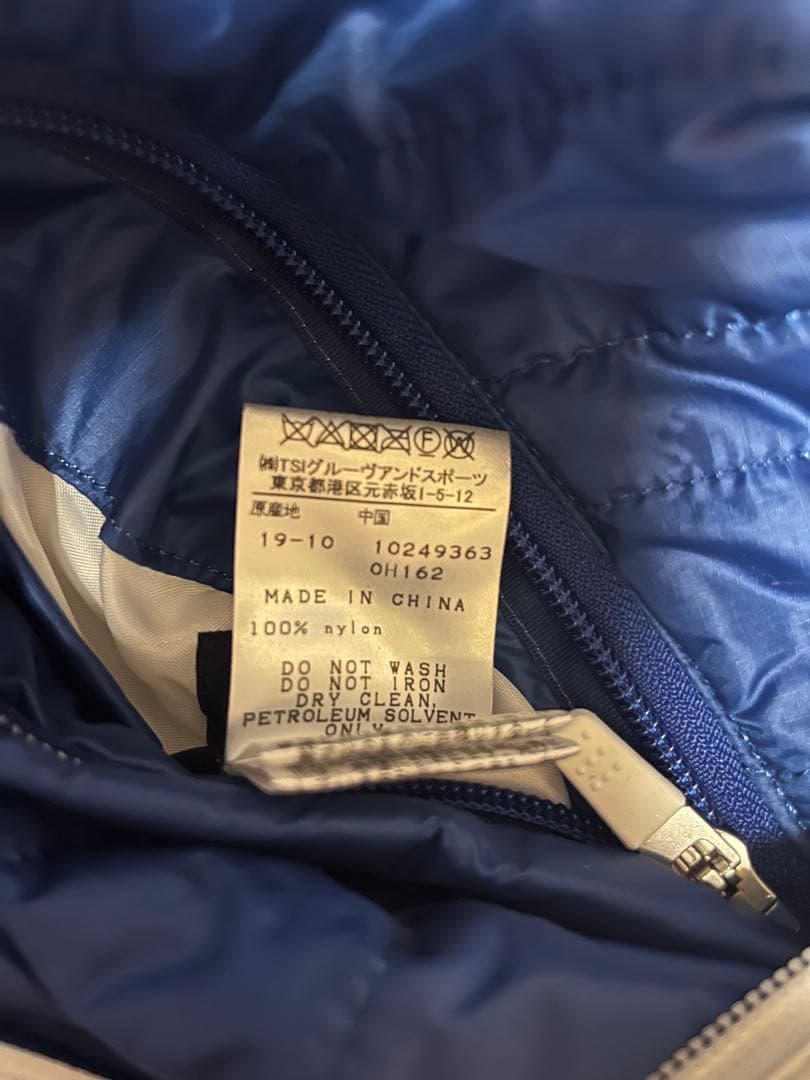 ㈱TSIグルーヴアンドスポーツ
東京都港区元赤坂1-5-12
原産地 中国
19-10 10249363
0H162
MADE IN CHINA
100% nylon
DO NOT WASH
DO NOT IRON
DRY CLEAN,
PETROLEUM SOLVENT
ONLY